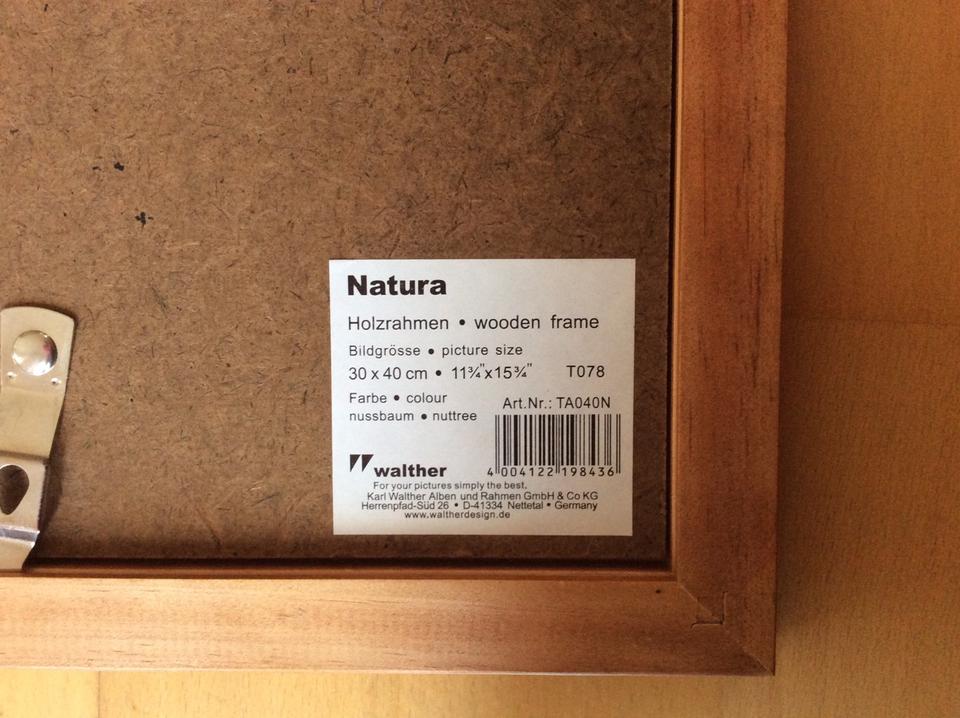 Natura
Holzrahmen • wooden frame
Bildgrösse • picture size
30 x 40 cm • 11¾"x15¾" T078
Farbe • colour
Art.Nr.: TA040N
nussbaum • nuttree
walther
4 004122 198436
For your pictures simply the best.
Karl Walther Alben und Rahmen GmbH & Co KG
Herrenpfad-Süd 26 • D-41334 Nettetal • Germany
www.waltherdesign.de